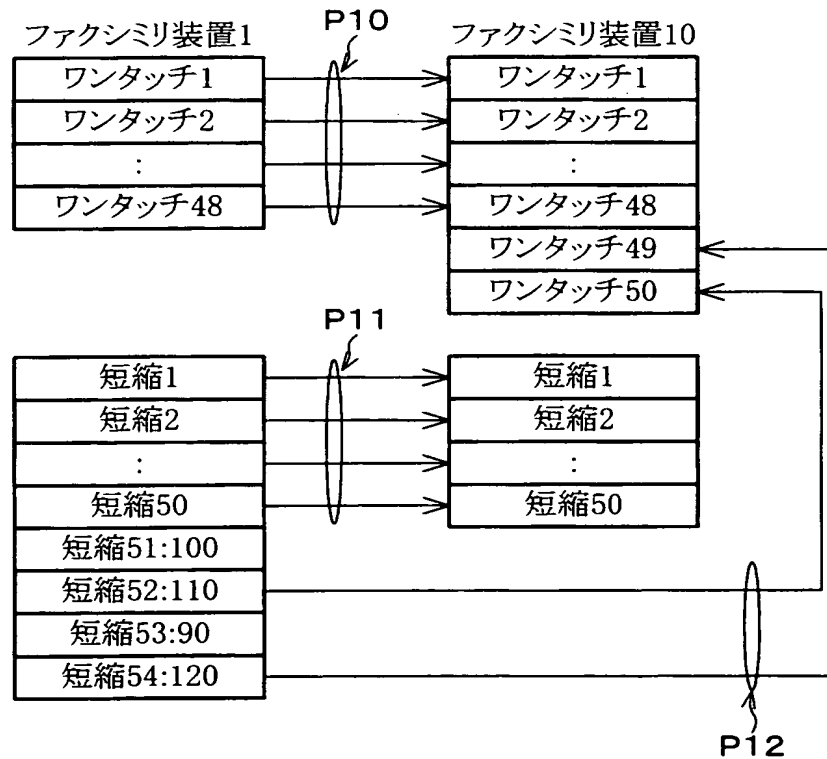 ファクシミリ装置1
P10
ファクシミリ装置10
ワンタッチ1
ワンタッチ2
:
ワンタッチ48
ワンタッチ1
ワンタッチ2
:
ワンタッチ48
ワンタッチ49
ワンタッチ50
P11
短縮1
短縮2
:
短縮50
短縮51:100
短縮52:110
短縮53:90
短縮54:120
短縮1
短縮2
:
短縮50
P12